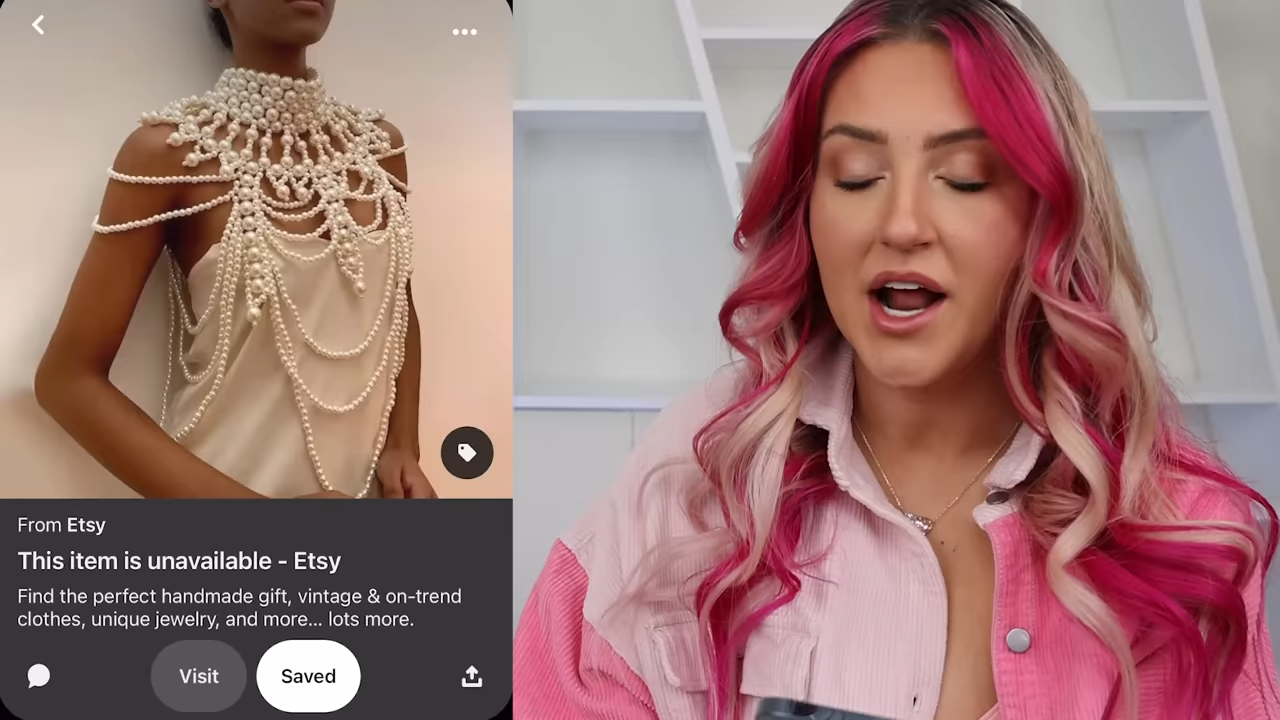 From Etsy
This item is unavailable - Etsy
Find the perfect handmade gift, vintage & on-trend
clothes, unique jewelry, and more... lots more.
Visit
Saved